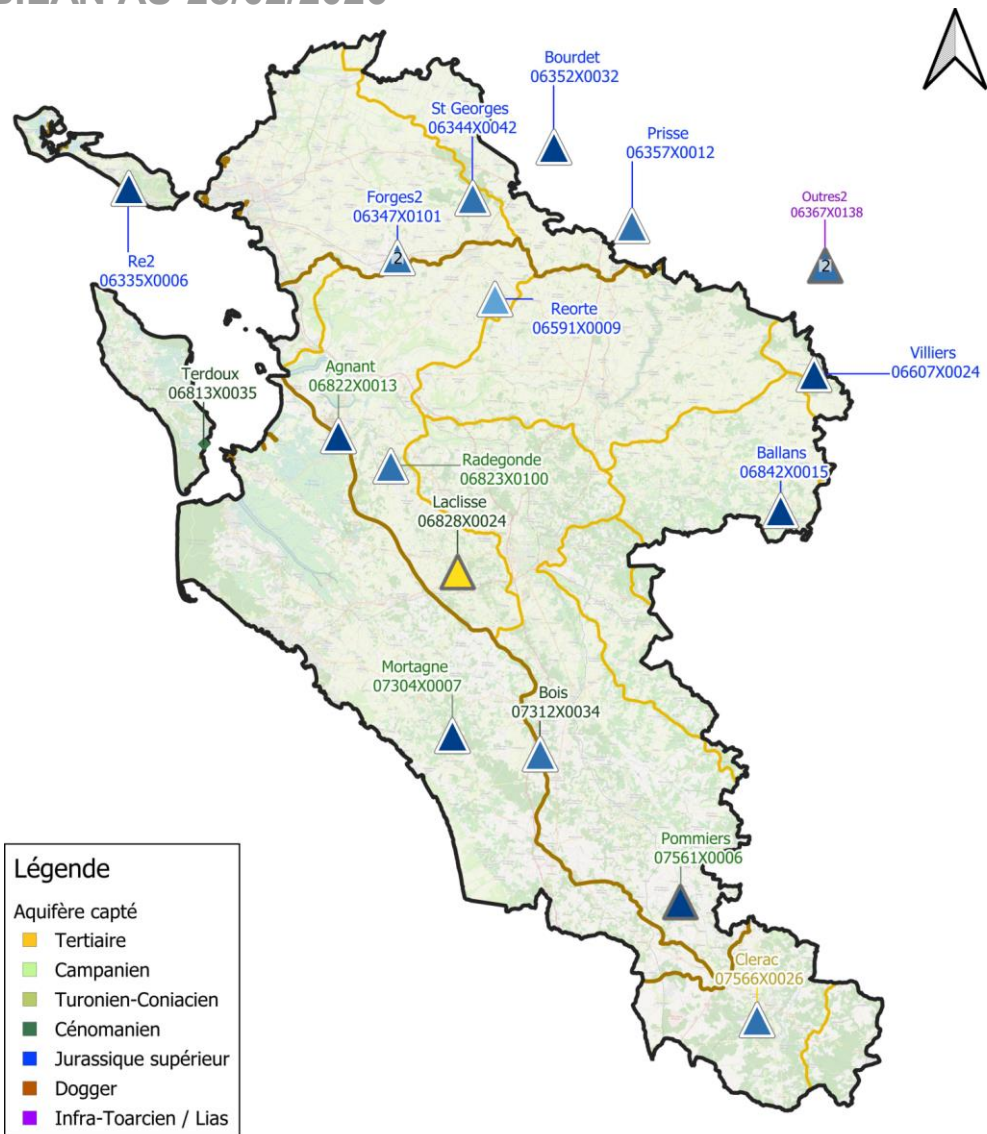 Bourdet
06352X0032
St Georges
06344X0042
Prisse
06357X0012
Forges2
06347X0101
2
Outres2
06367X0138
2
Re2
06335X0006
Reorte
06591X0009
Villiers
06607X0024
Terdoux
06813X0035
Agnant
06822X0013
Radegonde
06823X0100
Ballans
06842X0015
Laclisse
06828X0024
Mortagne
07304X0007
Bois
07312X0034
Pommiers
07561X0006
Clerac
07566X0026
Légende
Aquifère capté
Tertiaire
Campanien
Turonien-Coniacien
Cénomanien
Jurassique supérieur
Dogger
Infra-Toarcien / Lias